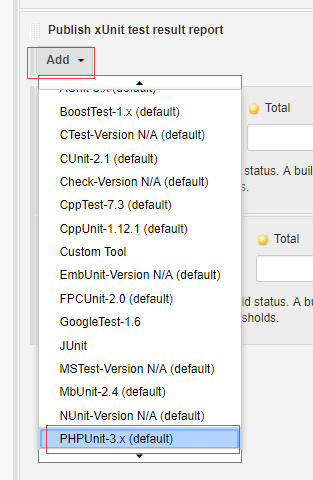 Publish xUnit test result report
Add
BoostTest-1.x (default)
Total
CTest-Version N/A (default)
CUnit-2.1 (default)
status. A buil
Check-Version N/A (default)
s.
CppTest-7.3 (default)
CppUnit-1.12.1 (default)
Total
Custom Tool
EmbUnit-Version N/A (default)
FPCUnit-2.0 (default)
ld status. A bu
GoogleTest-1.6
sholds.
JUnit
MSTest-Version N/A (default)
MbUnit-2.4 (default)
NUnit-Version N/A (default)
PHPUnit-3.x (default)